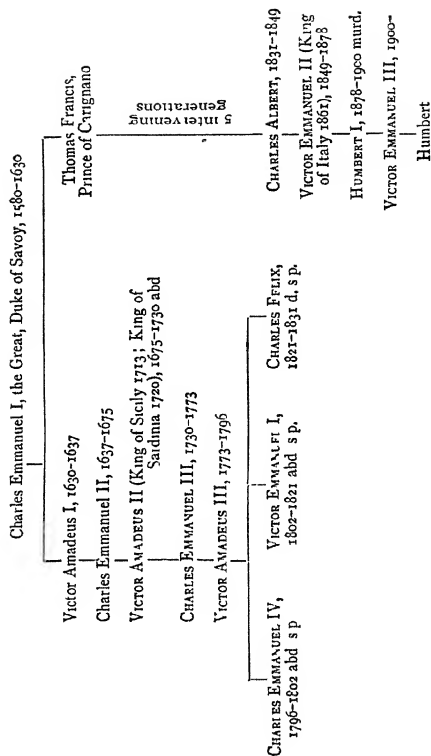 Charles Emmanuel I, the Great, Duke of Savoy, 1580-1630
Victor Amadeus I, 1630-1637
Charles Emmanuel II, 1637-1675
VICTOR AMADEUS II (King of Sicily 1713; King of
Sardinia 1720), 1675-1730 abd
CHARLES EMMANUEL III, 1730-1773
VICTOR AMADEUS III, 1773-1796
CHARLES EMMANUEL IV,
1796-1802 abd s p
VICTOR EMMANUEL I,
1802-1821 abd s p.
CHARLES FELIX,
1821-1831 d. s p.
Thomas Francis,
Prince of Carignano
5 intervening
generations
CHARLES ALBERT, 1831-1849
VICTOR EMMANUEL II (King
of Italy 1861), 1849-1878
HUMBERT I, 1878-1900 murd.
VICTOR EMMANUEL III, 1900-
Humbert